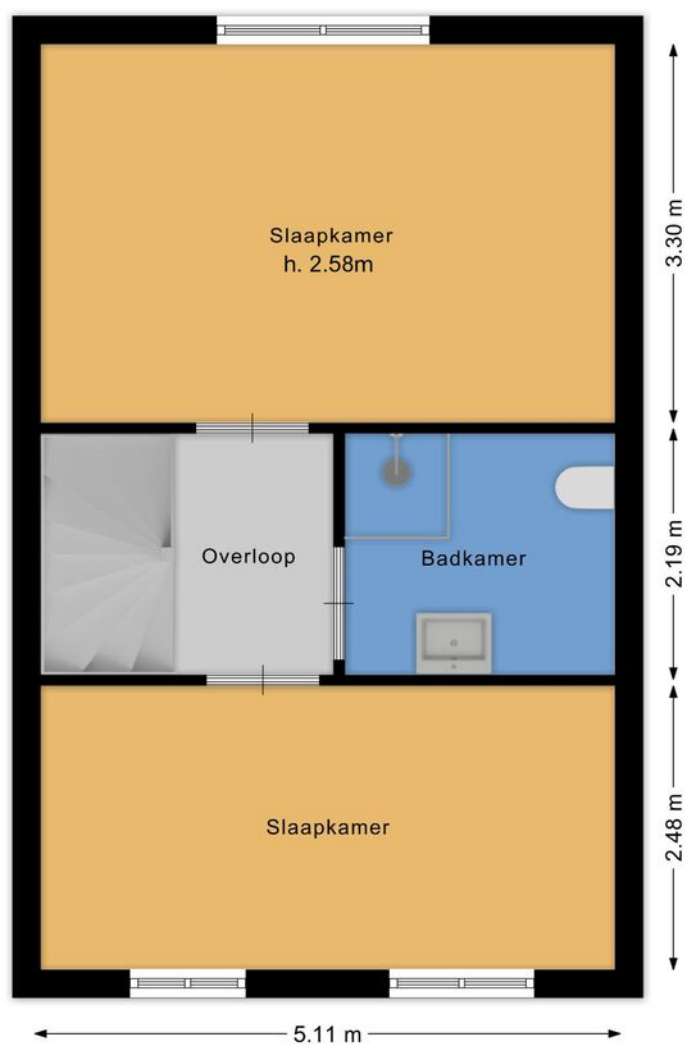 Slaapkamer
h. 2.58m
3.30 m
Overloop
Badkamer
2.19 m
Slaapkamer
2.48 m
5.11 m